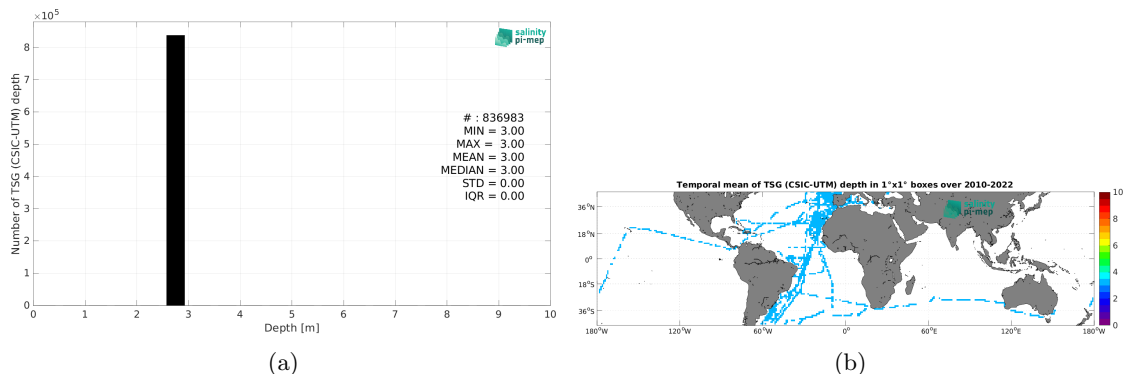 ×10⁵
salinity
pi-mep
8
7
6
5
4
3
2
1
0
Number of TSG (CSIC-UTM) depth
# : 836983
MIN = 3.00
MAX = 3.00
MEAN = 3.00
MEDIAN = 3.00
STD = 0.00
IQR = 0.00
0 1 2 3 4 5 6 7 8 9 10
Depth [m]
(a)
Temporal mean of TSG (CSIC-UTM) depth in 1°x1° boxes over 2010-2022
salinity
pi-mep
36°N
18°N
0°
18°S
36°S
180°W 120°W 60°W 0° 60°E 120°E 180°W
10
8
6
4
2
0
(b)